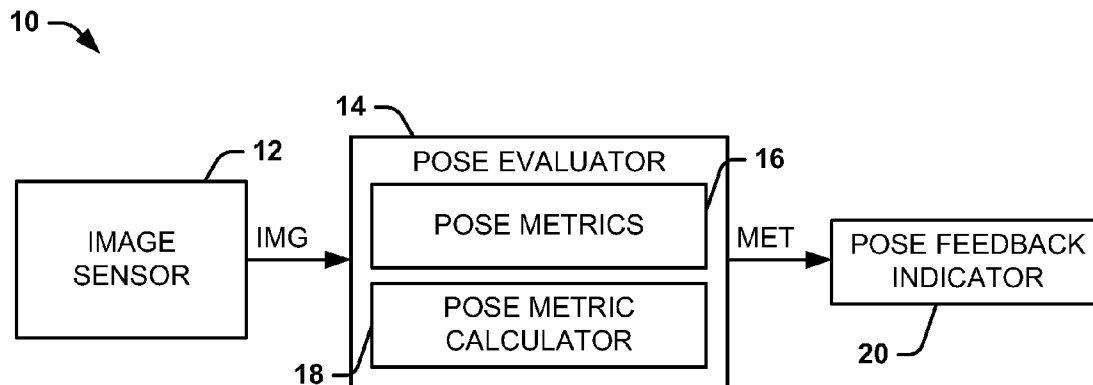 10
12
IMAGE
SENSOR
IMG
14
POSE EVALUATOR
16
POSE METRICS
POSE METRIC
CALCULATOR
18
MET
POSE FEEDBACK
INDICATOR
20